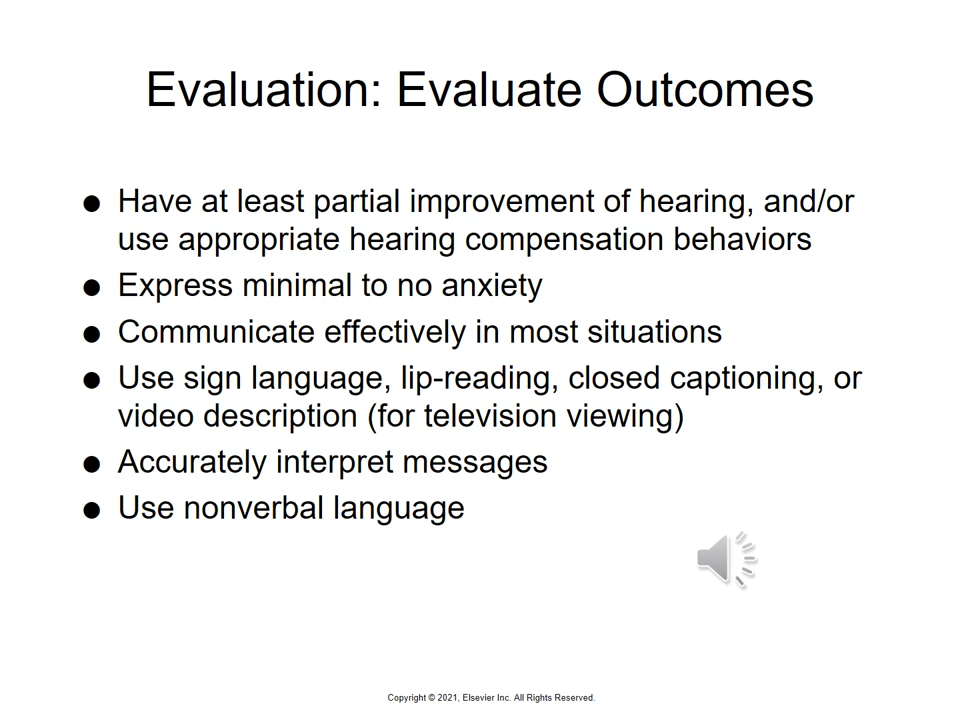 Evaluation: Evaluate Outcomes
● Have at least partial improvement of hearing, and/or
use appropriate hearing compensation behaviors
● Express minimal to no anxiety
● Communicate effectively in most situations
● Use sign language, lip-reading, closed captioning, or
video description (for television viewing)
● Accurately interpret messages
● Use nonverbal language
Copyright © 2021, Elsevier Inc. All Rights Reserved.